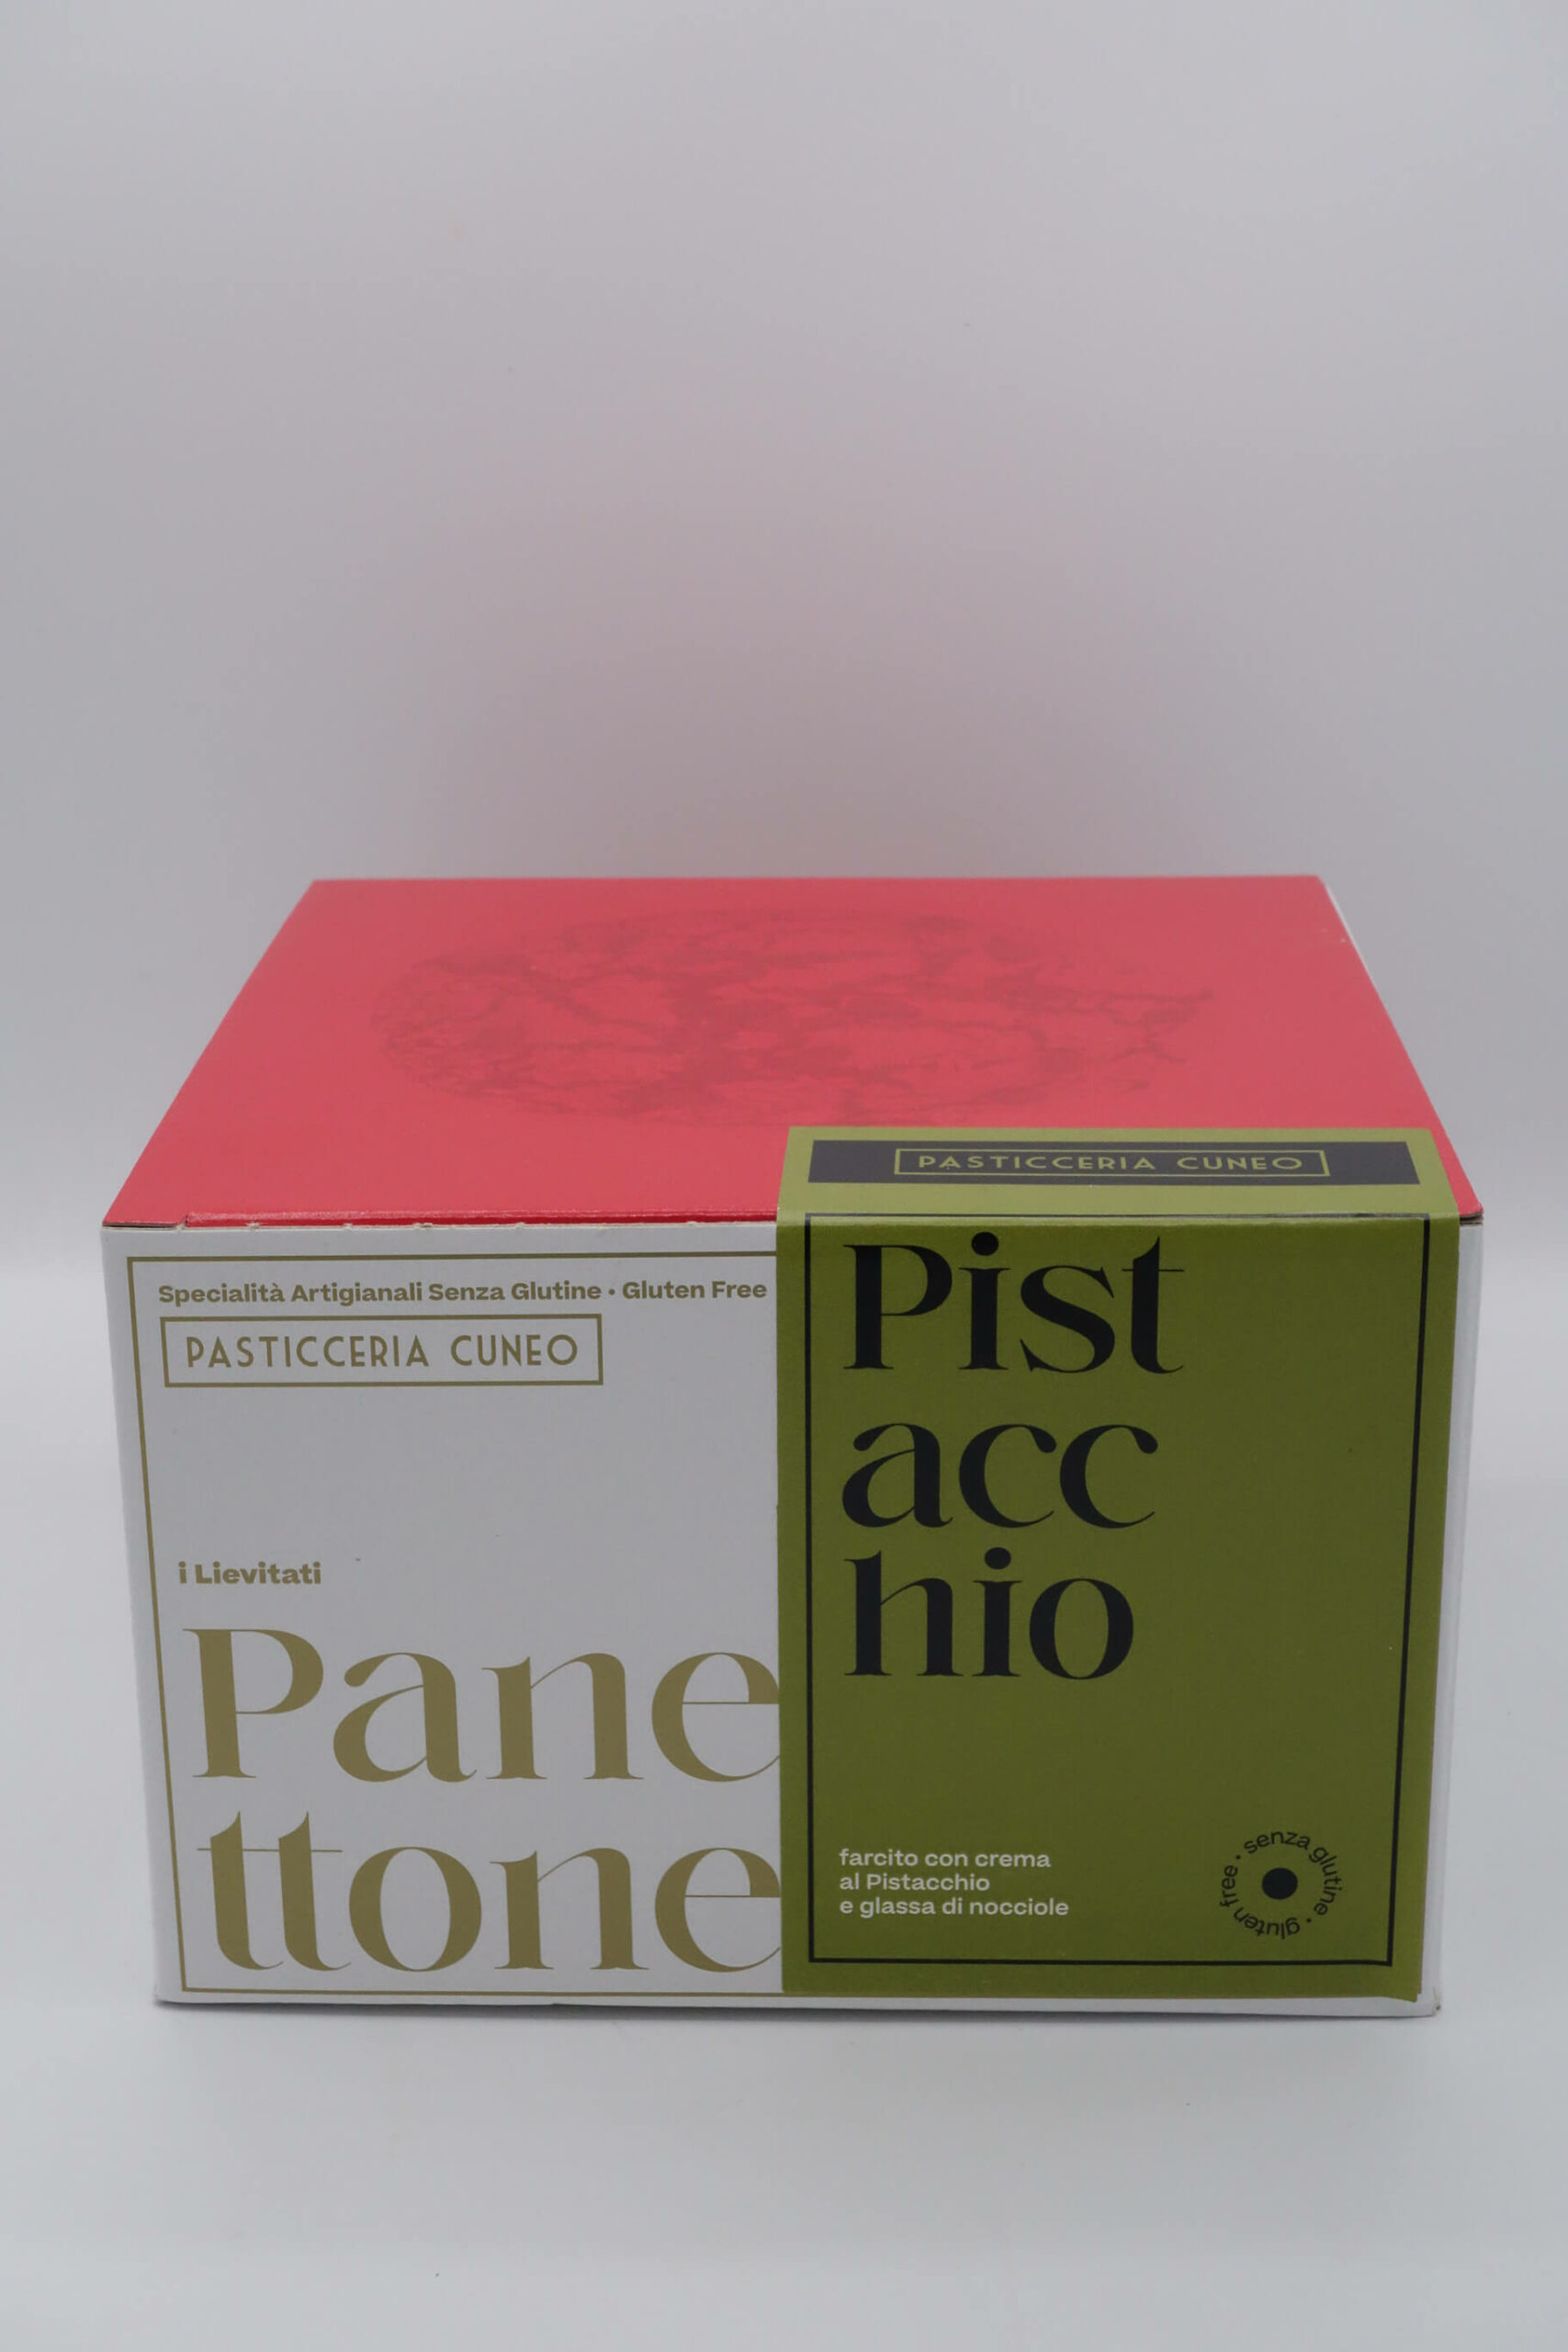 Specialità Artigianali Senza Glutine • Gluten Free
PASTICCERIA CUNEO
i Lievitati
Pane
ttone
PASTICCERIA CUNEO
Pist
acc
hio
farcito con crema
al Pistacchio
e glassa di nocciole
senza glutine • gluten free •